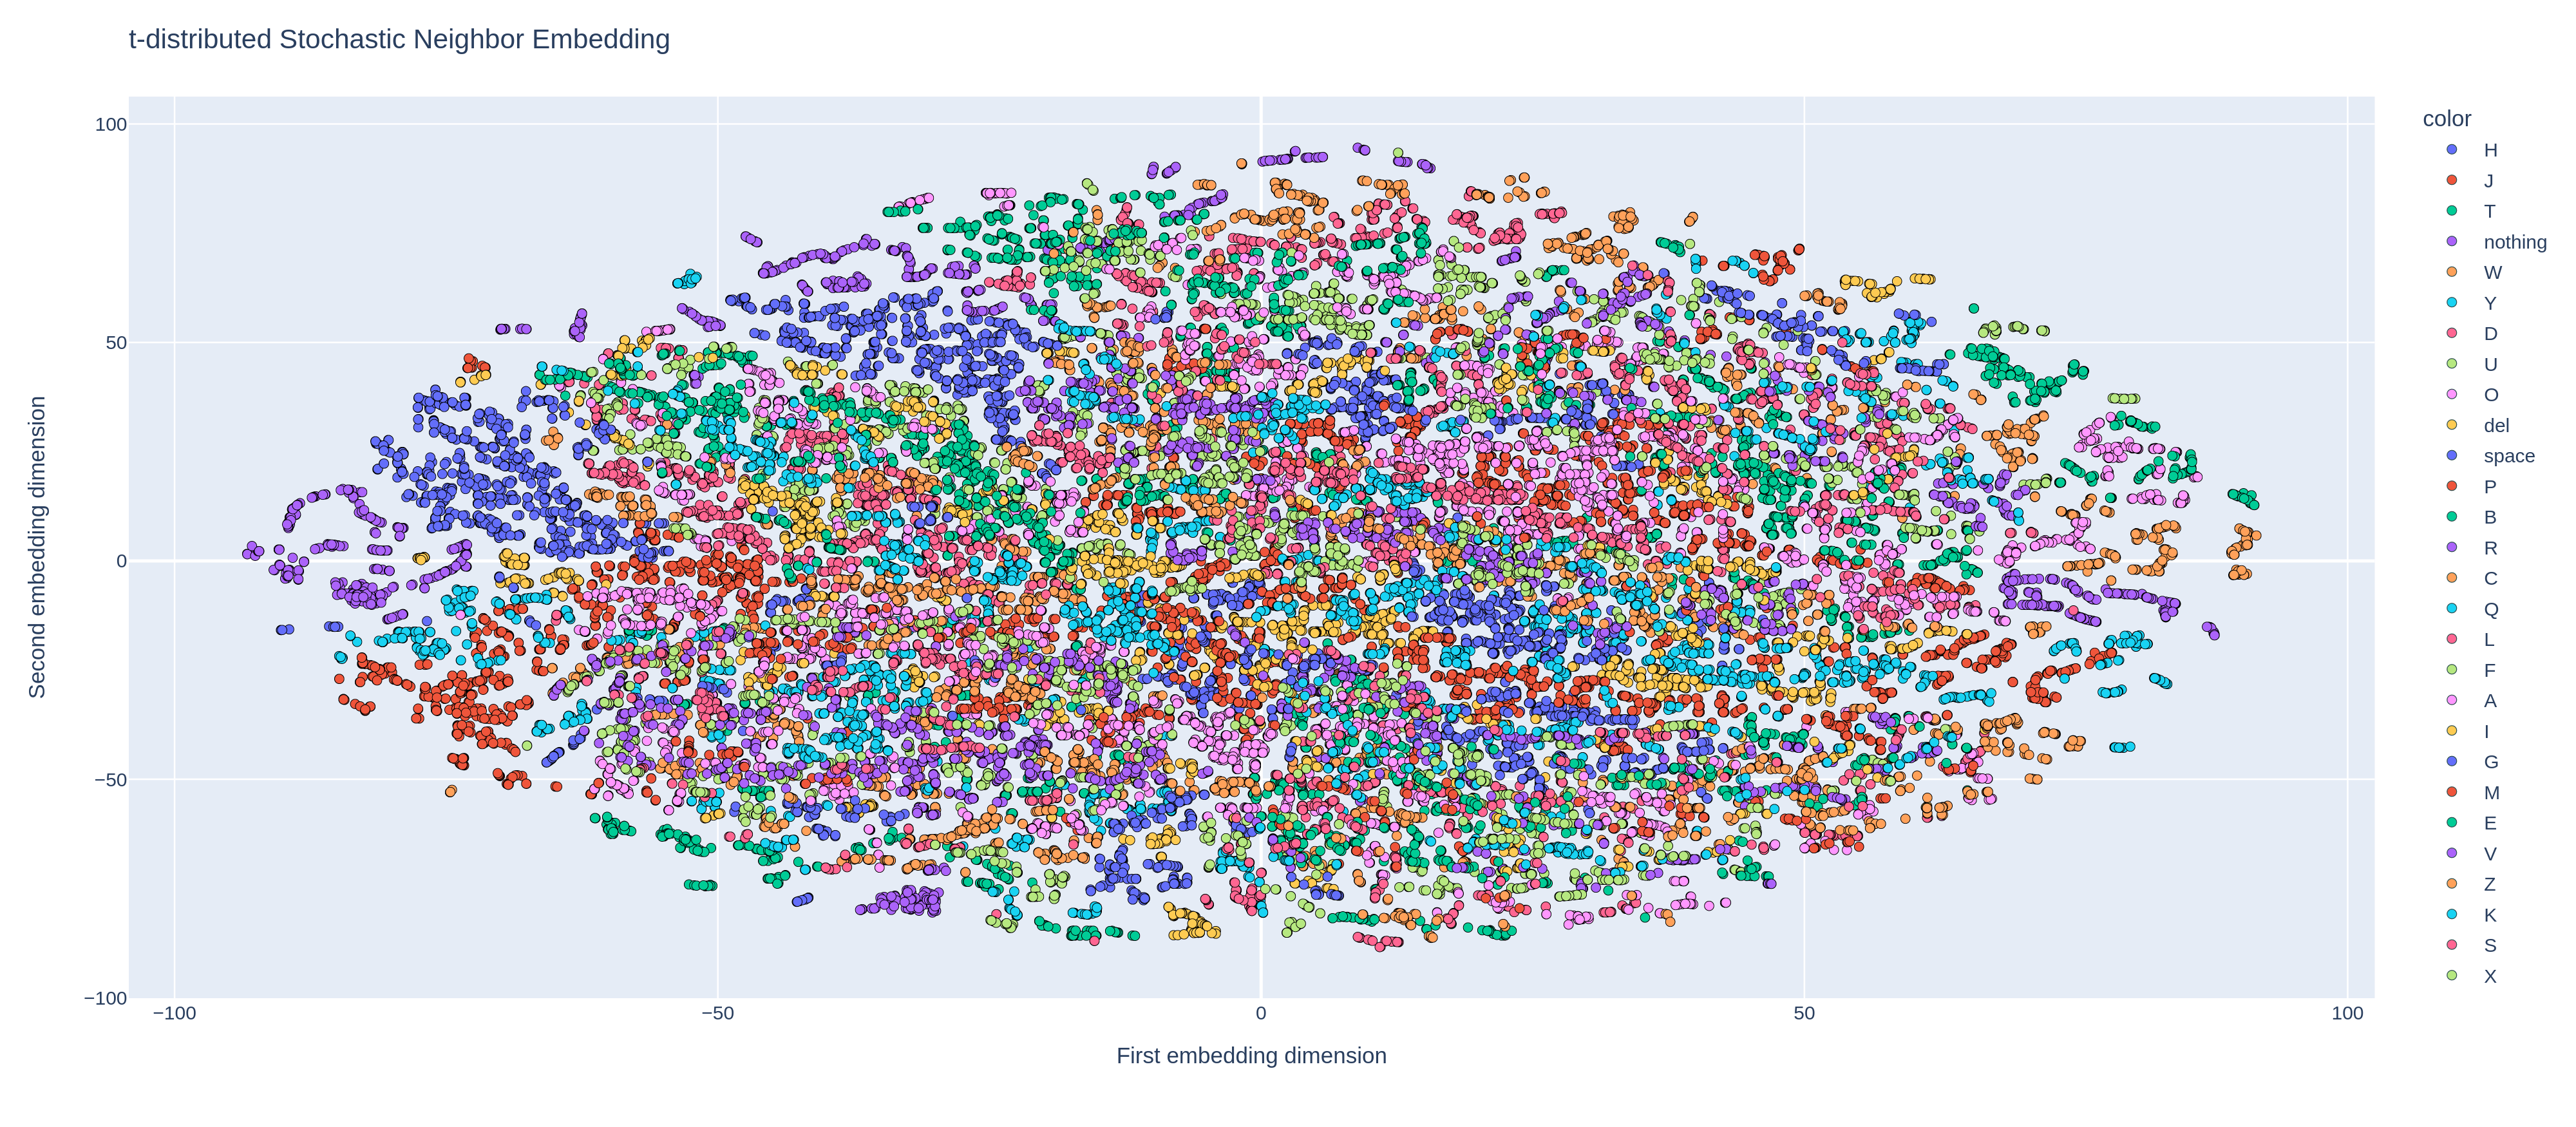 t-distributed Stochastic Neighbor Embedding
100
50
0
−50
−100
Second embedding dimension
−100
−50
0
50
100
First embedding dimension
color
H
J
T
nothing
W
Y
D
U
O
del
space
P
B
R
C
Q
L
F
A
I
G
M
E
V
Z
K
S
X